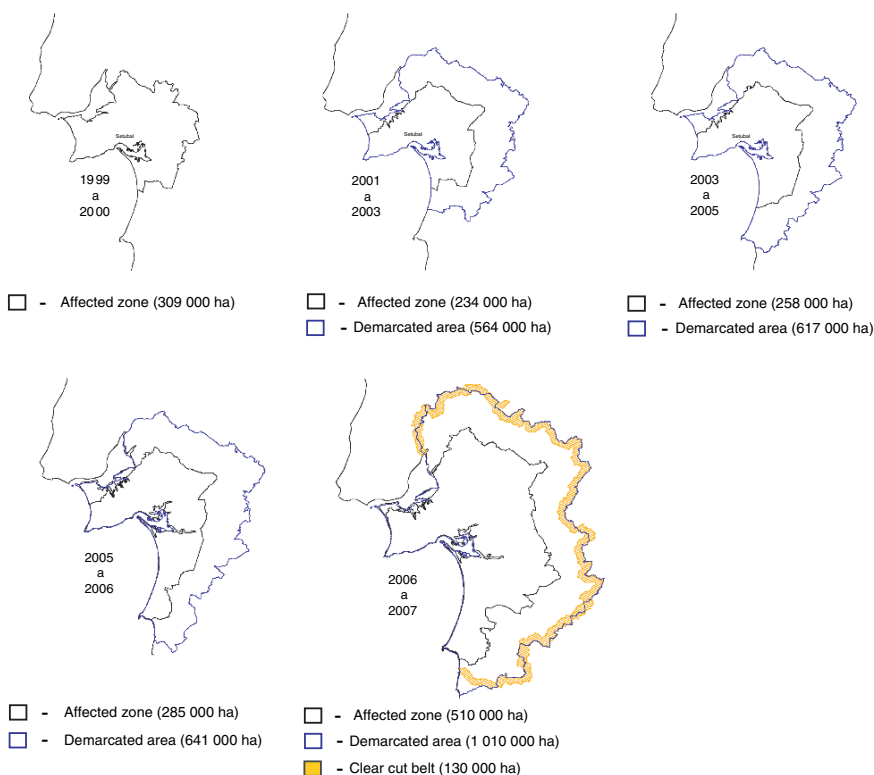 Setubal
1999
a
2000
Setubal
2001
a
2003
Setubal
2003
a
2005
- Affected zone (309 000 ha)
- Affected zone (234 000 ha)
- Demarcated area (564 000 ha)
- Affected zone (258 000 ha)
- Demarcated area (617 000 ha)
2005
a
2006
2006
a
2007
- Affected zone (285 000 ha)
- Demarcated area (641 000 ha)
- Affected zone (510 000 ha)
- Demarcated area (1 010 000 ha)
- Clear cut belt (130 000 ha)